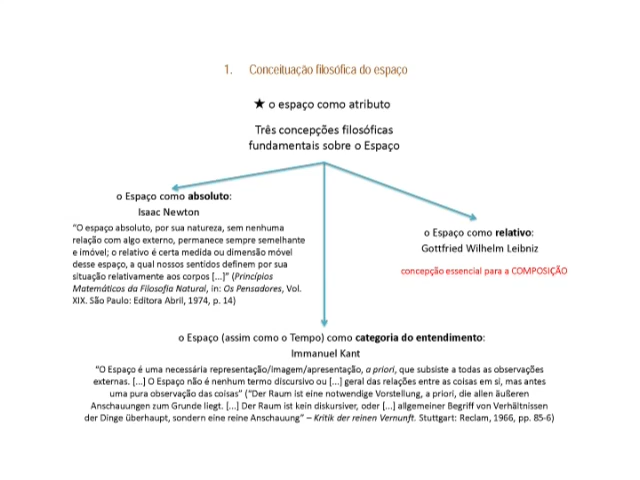 1. Conceituação filosófica do espaço
★ o espaço como atributo
Três concepções filosóficas
fundamentais sobre o Espaço
o Espaço como absoluto:
Isaac Newton
"O espaço absoluto, por sua natureza, sem nenhuma
relação com algo externo, permanece sempre semelhante
e imóvel; o relativo é certa medida ou dimensão móvel
desse espaço, a qual nossos sentidos definem por sua
situação relativamente aos corpos [...]" (Princípios
Matemáticos da Filosofia Natural, in: Os Pensadores, Vol.
XIX. São Paulo: Editora Abril, 1974, p. 14)
o Espaço como relativo:
Gottfried Wilhelm Leibniz
concepção essencial para a COMPOSIÇÃO
o Espaço (assim como o Tempo) como categoria do entendimento:
Immanuel Kant
"O Espaço é uma necessária representação/imagem/apresentação, a priori, que subsiste a todas as observações
externas. [...] O Espaço não é nenhum termo discursivo ou [...] geral das relações entre as coisas em si, mas antes
uma pura observação das coisas" ("Der Raum ist eine notwendige Vorstellung, a priori, die allen äußeren
Anschauungen zum Grunde liegt. [...] Der Raum ist kein diskursiver, oder [...] allgemeiner Begriff von Verhältnissen
der Dinge überhaupt, sondern eine reine Anschauung" – Kritik der reinen Vernunft. Stuttgart: Reclam, 1966, pp. 85-6)